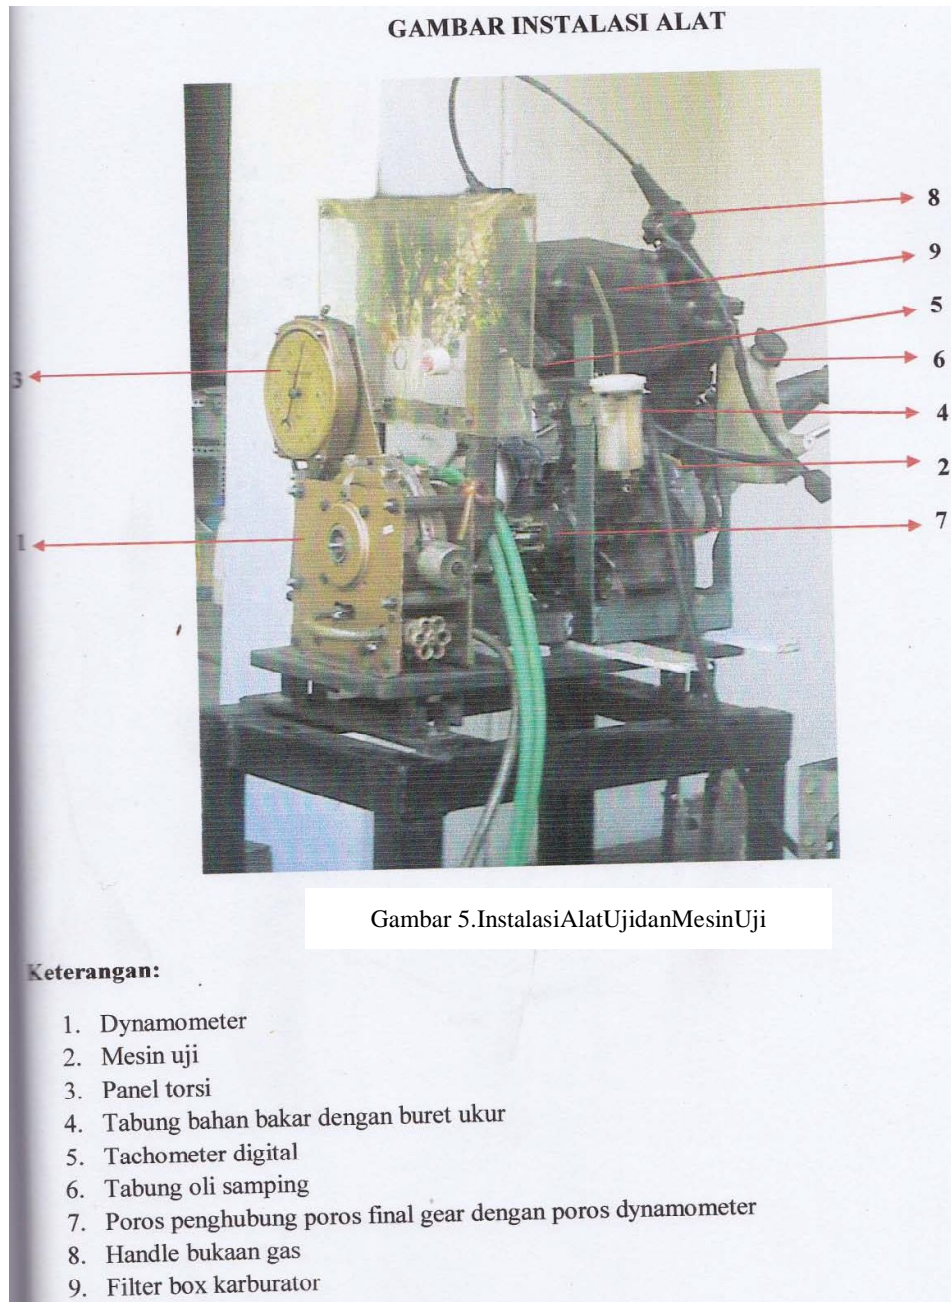 GAMBAR INSTALASI ALAT
8
9
5
3
6
4
2
1
7
Gambar 5.InstalasiAlatUjidanMesinUji
Keterangan:
1. Dynamometer
2. Mesin uji
3. Panel torsi
4. Tabung bahan bakar dengan buret ukur
5. Tachometer digital
6. Tabung oli samping
7. Poros penghubung poros final gear dengan poros dynamometer
8. Handle bukaan gas
9. Filter box karburator